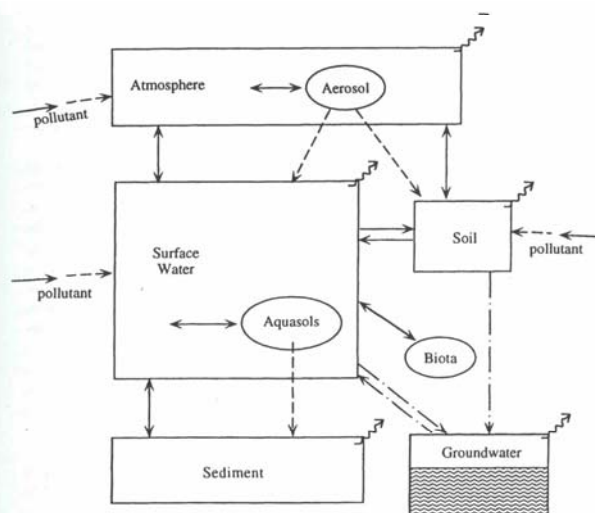 Atmosphere
Aerosol
pollutant
Surface
Water
Soil
pollutant
pollutant
Aquasols
Biota
Sediment
Groundwater